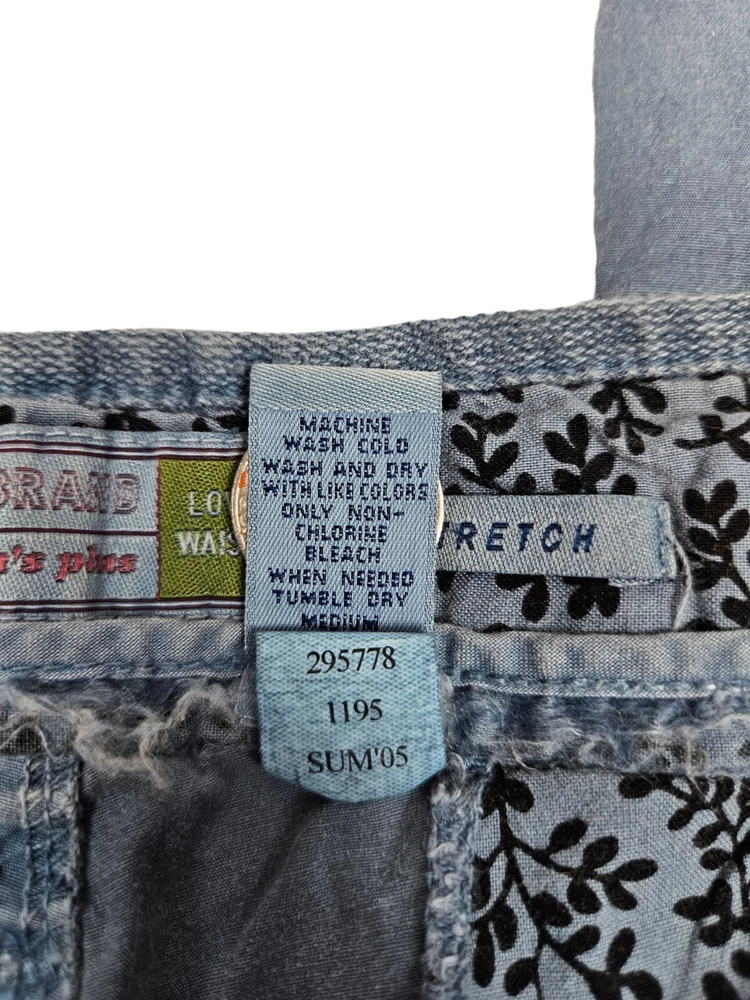 MACHINE
WASH COLD
WASH AND DRY
WITH LIKE COLORS
ONLY NON-
CHLORINE
BLEACH
WHEN NEEDED
TUMBLE DRY
MEDIUM
295778
1195
SUM'05
BRAND
's plus
LO
WAIS
TRETCH